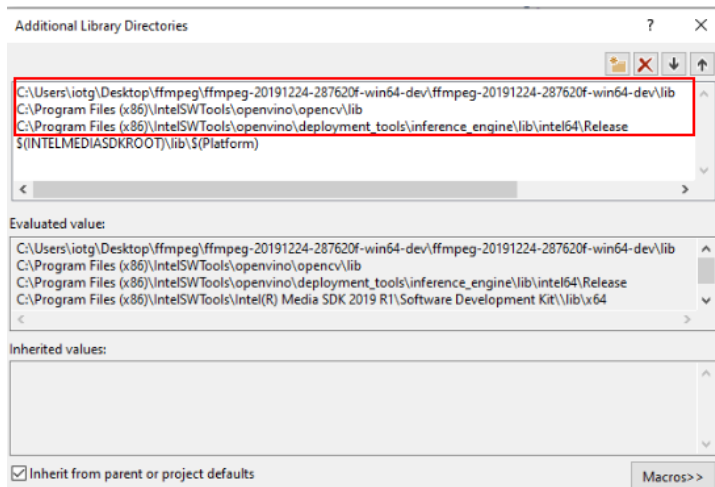 Additional Library Directories
?
C:\Users\iotg\Desktop\ffmpeg\ffmpeg-20191224-287620f-win64-dev\ffmpeg-20191224-287620f-win64-dev\lib
C:\Program Files (x86)\IntelSWTools\openvino\opencv\lib
C:\Program Files (x86)\IntelSWTools\openvino\deployment_tools\inference_engine\lib\intel64\Release
$(INTELMEDIASDKROOT)\lib\$(Platform)
Evaluated value:
C:\Users\iotg\Desktop\ffmpeg\ffmpeg-20191224-287620f-win64-dev\ffmpeg-20191224-287620f-win64-dev\lib
C:\Program Files (x86)\IntelSWTools\openvino\opencv\lib
C:\Program Files (x86)\IntelSWTools\openvino\deployment_tools\inference_engine\lib\intel64\Release
C:\Program Files (x86)\IntelSWTools\Intel(R) Media SDK 2019 R1\Software Development Kit\\lib\x64
Inherited values:
Inherit from parent or project defaults
Macros>>